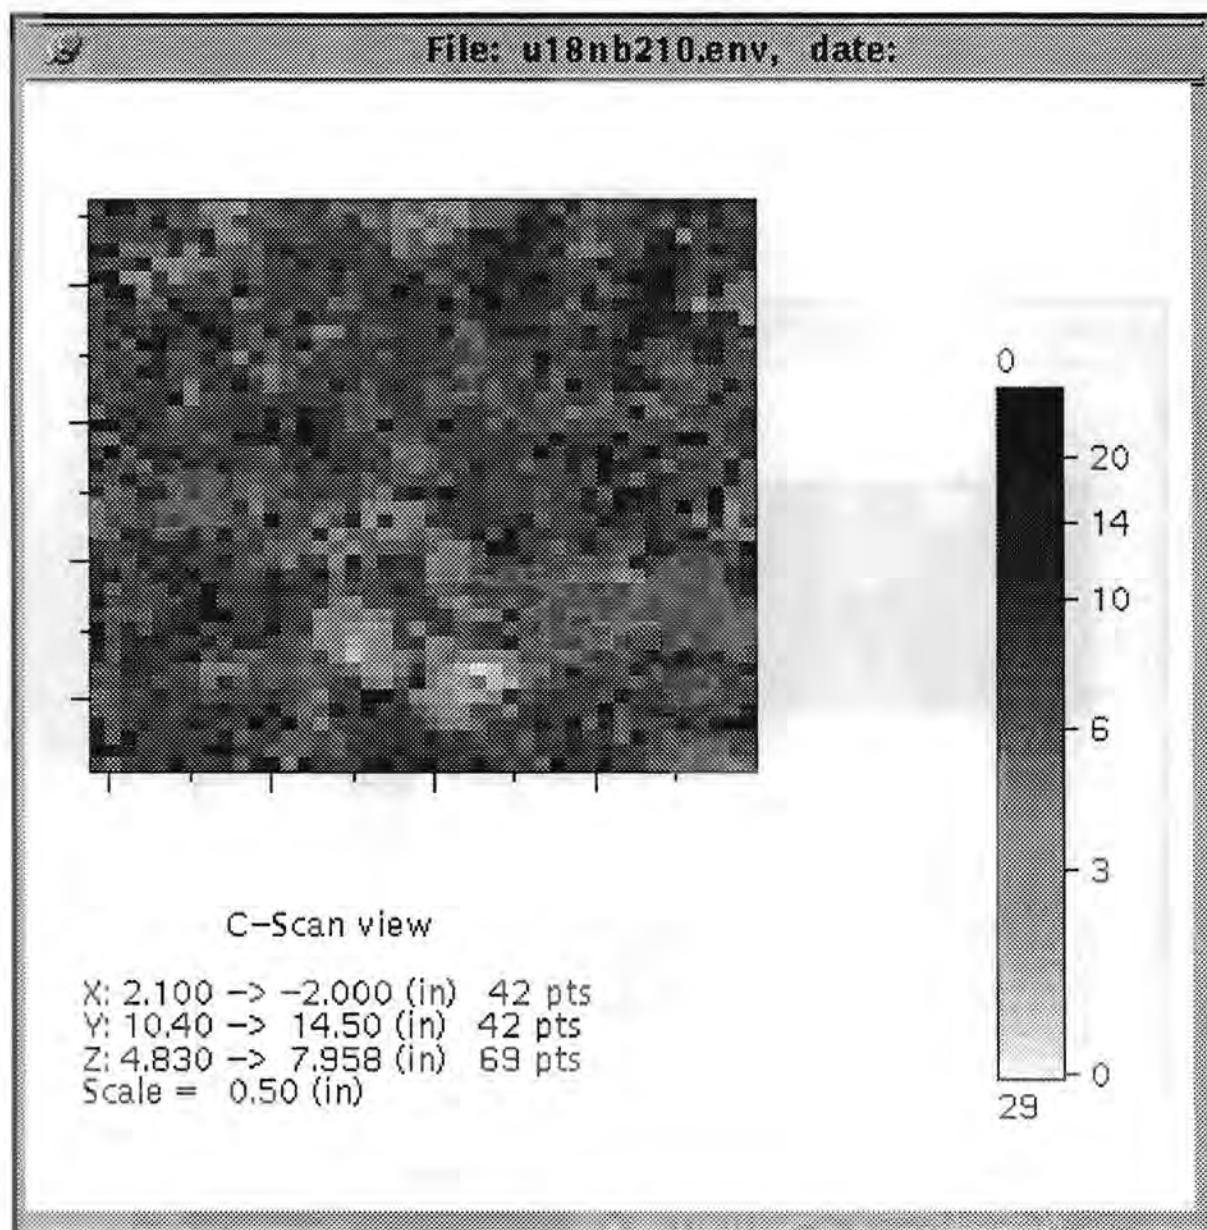 File: u18nb210.env, date:
0
20
14
10
6
3
0
29
C-Scan view
X: 2.100 -> -2.000 (in) 42 pts
Y: 10.40 -> 14.50 (in) 42 pts
Z: 4.830 -> 7.958 (in) 69 pts
Scale = 0.50 (in)